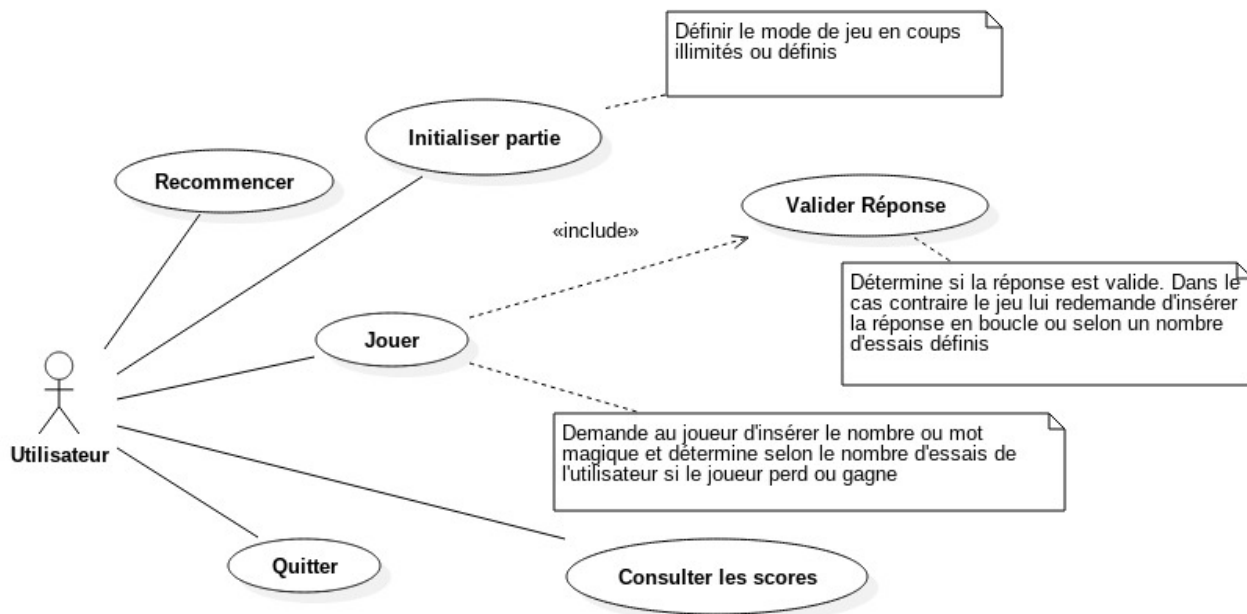 Définir le mode de jeu en coups
illimités ou définis
Initialiser partie
Recommencer
Valider Réponse
«include»
Détermine si la réponse est valide. Dans le
cas contraire le jeu lui redemande d'insérer
la réponse en boucle ou selon un nombre
d'essais définis
Jouer
Utilisateur
Demande au joueur d'insérer le nombre ou mot
magique et détermine selon le nombre d'essais de
l'utilisateur si le joueur perd ou gagne
Quitter
Consulter les scores